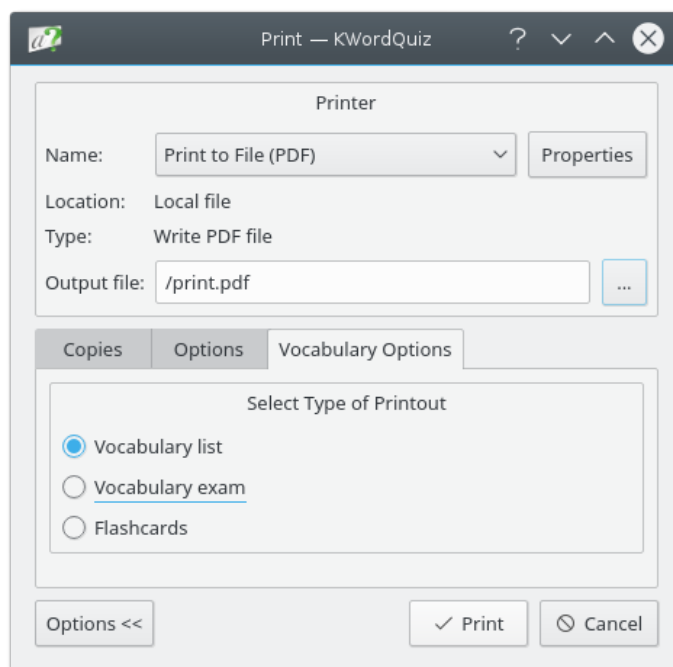 Print — KWordQuiz
Printer
Name: Print to File (PDF) Properties
Location: Local file
Type: Write PDF file
Output file: /print.pdf ...
Copies Options Vocabulary Options
Select Type of Printout
Vocabulary list
Vocabulary exam
Flashcards
Options << Print Cancel